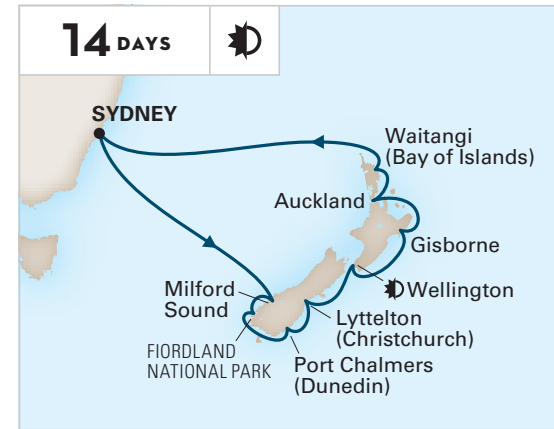 14 DAYS
SYDNEY
Waitangi
(Bay of Islands)
Auckland
Gisborne
Wellington
Milford
Sound
Lyttelton
(Christchurch)
FIORDLAND
NATIONAL PARK
Port Chalmers
(Dunedin)